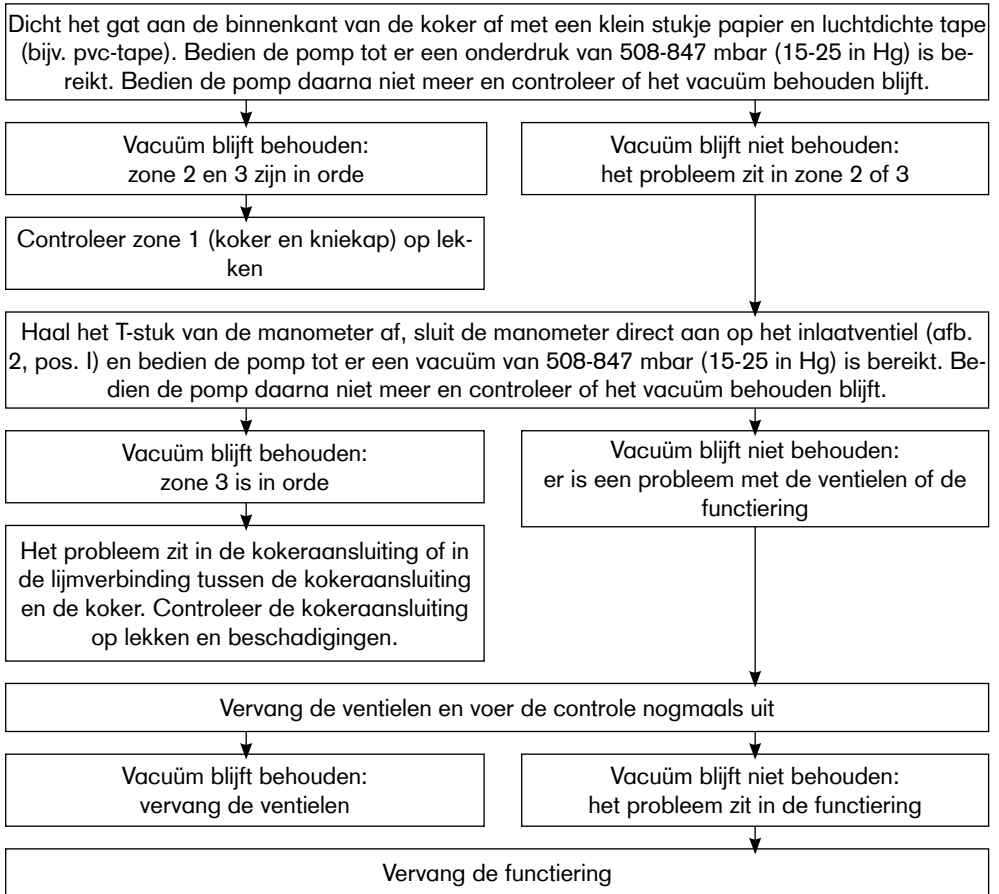 Dicht het gat aan de binnenkant van de koker af met een klein stukje papier en luchtdichte tape
(bijv. pvc-tape). Bedien de pomp tot er een onderdruk van 508-847 mbar (15-25 in Hg) is be-
reikt. Bedien de pomp daarna niet meer en controleer of het vacuüm behouden blijft.
Vacuüm blijft behouden:
zone 2 en 3 zijn in orde
Vacuüm blijft niet behouden:
het probleem zit in zone 2 of 3
Controleer zone 1 (koker en kniekap) op lek-
ken
Haal het T-stuk van de manometer af, sluit de manometer direct aan op het inlaatventiel (afb.
2, pos. I) en bedien de pomp tot er een vacuüm van 508-847 mbar (15-25 in Hg) is bereikt. Be-
dien de pomp daarna niet meer en controleer of het vacuüm behouden blijft.
Vacuüm blijft behouden:
zone 3 is in orde
Vacuüm blijft niet behouden:
er is een probleem met de ventielen of de
functiering
Het probleem zit in de kokeraansluiting of in
de lijmverbinding tussen de kokeraansluiting
en de koker. Controleer de kokeraansluiting
op lekken en beschadigingen.
Vervang de ventielen en voer de controle nogmaals uit
Vacuüm blijft behouden:
vervang de ventielen
Vacuüm blijft niet behouden:
het probleem zit in de functiering
Vervang de functiering